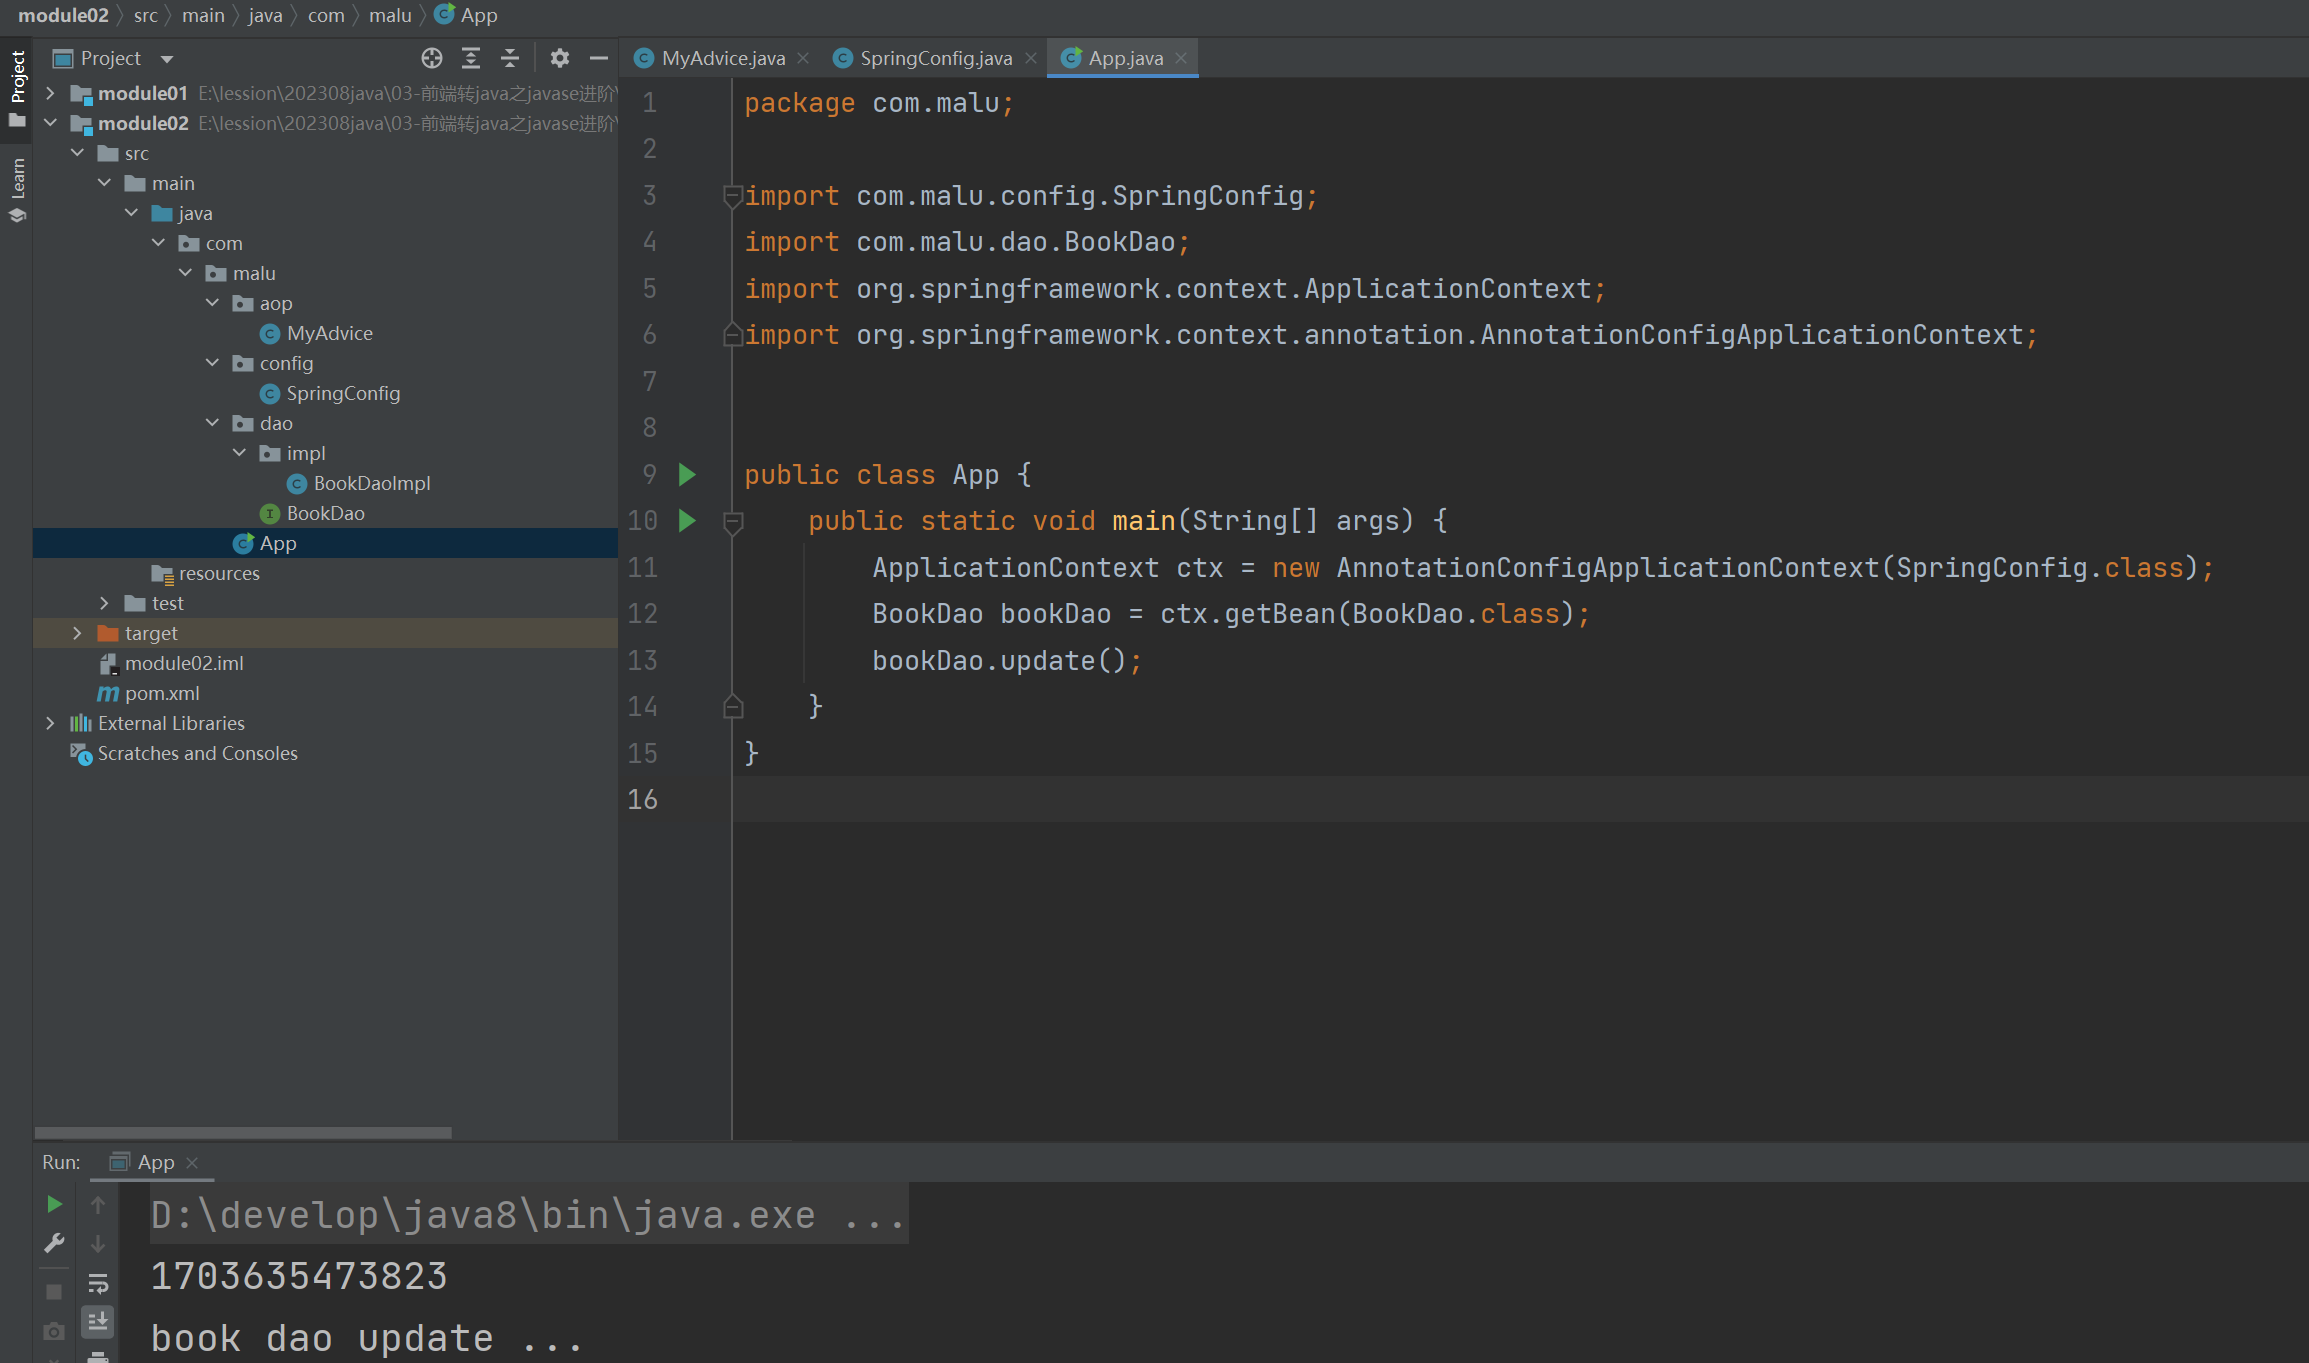 module02 src main java com malu App
Project
Learn
Project
module01 E:\lession\202308java\03-前端转java之javase进阶\
module02 E:\lession\202308java\03-前端转java之javase进阶\
src
main
java
com
malu
aop
MyAdvice
config
SpringConfig
dao
impl
BookDaoImpl
BookDao
App
resources
test
target
module02.iml
pom.xml
External Libraries
Scratches and Consoles
MyAdvice.java SpringConfig.java App.java
1 package com.malu;
2
3 import com.malu.config.SpringConfig;
4 import com.malu.dao.BookDao;
5 import org.springframework.context.ApplicationContext;
6 import org.springframework.context.annotation.AnnotationConfigApplicationContext;
7
8
9 public class App {
10 public static void main(String[] args) {
11 ApplicationContext ctx = new AnnotationConfigApplicationContext(SpringConfig.class);
12 BookDao bookDao = ctx.getBean(BookDao.class);
13 bookDao.update();
14 }
15 }
16
Run: App
D:\develop\java8\bin\java.exe ...
1703635473823
book dao update ...